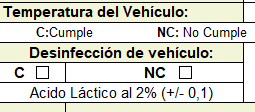 Temperatura del Vehículo:
C:Cumple NC: No Cumple
Desinfección de vehículo:
C ☐ NC ☐
Acido Láctico al 2% (+/- 0,1)